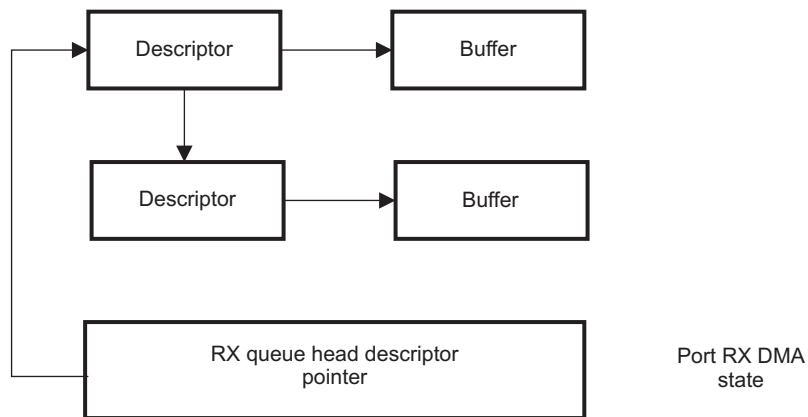 Descriptor
Buffer
Descriptor
Buffer
RX queue head descriptor
pointer
Port RX DMA
state